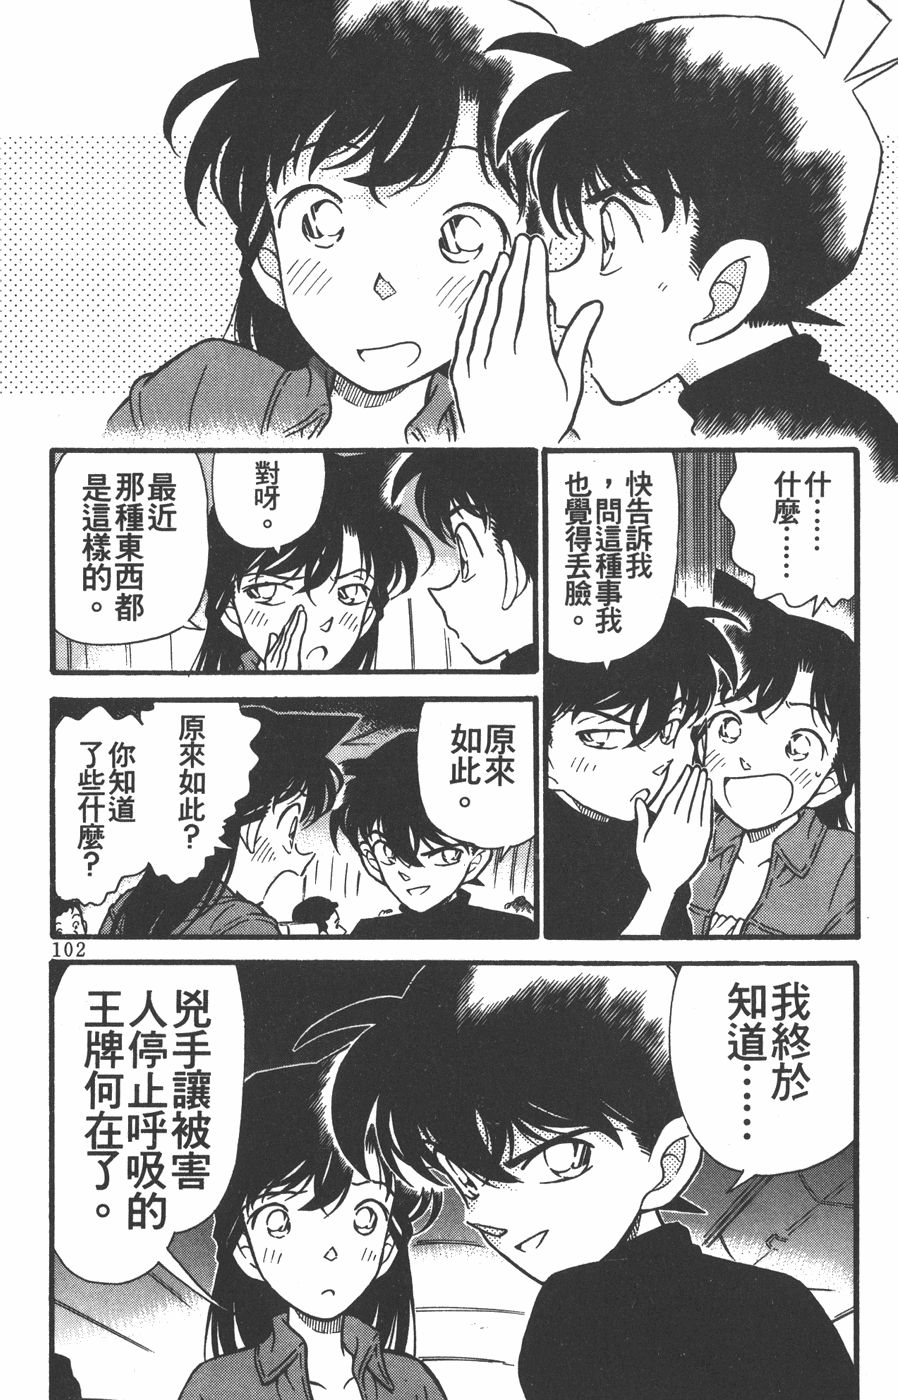 什……
什麼………
快告訴我
，問這種事我
也覺得丟臉。
對呀。
最近
那種東西都
是這樣的。
原來
如此。
原來如此？
你知道
了些什麼？
102
我終於
知道……
兇手讓被害
人停止呼吸的
王牌何在了。